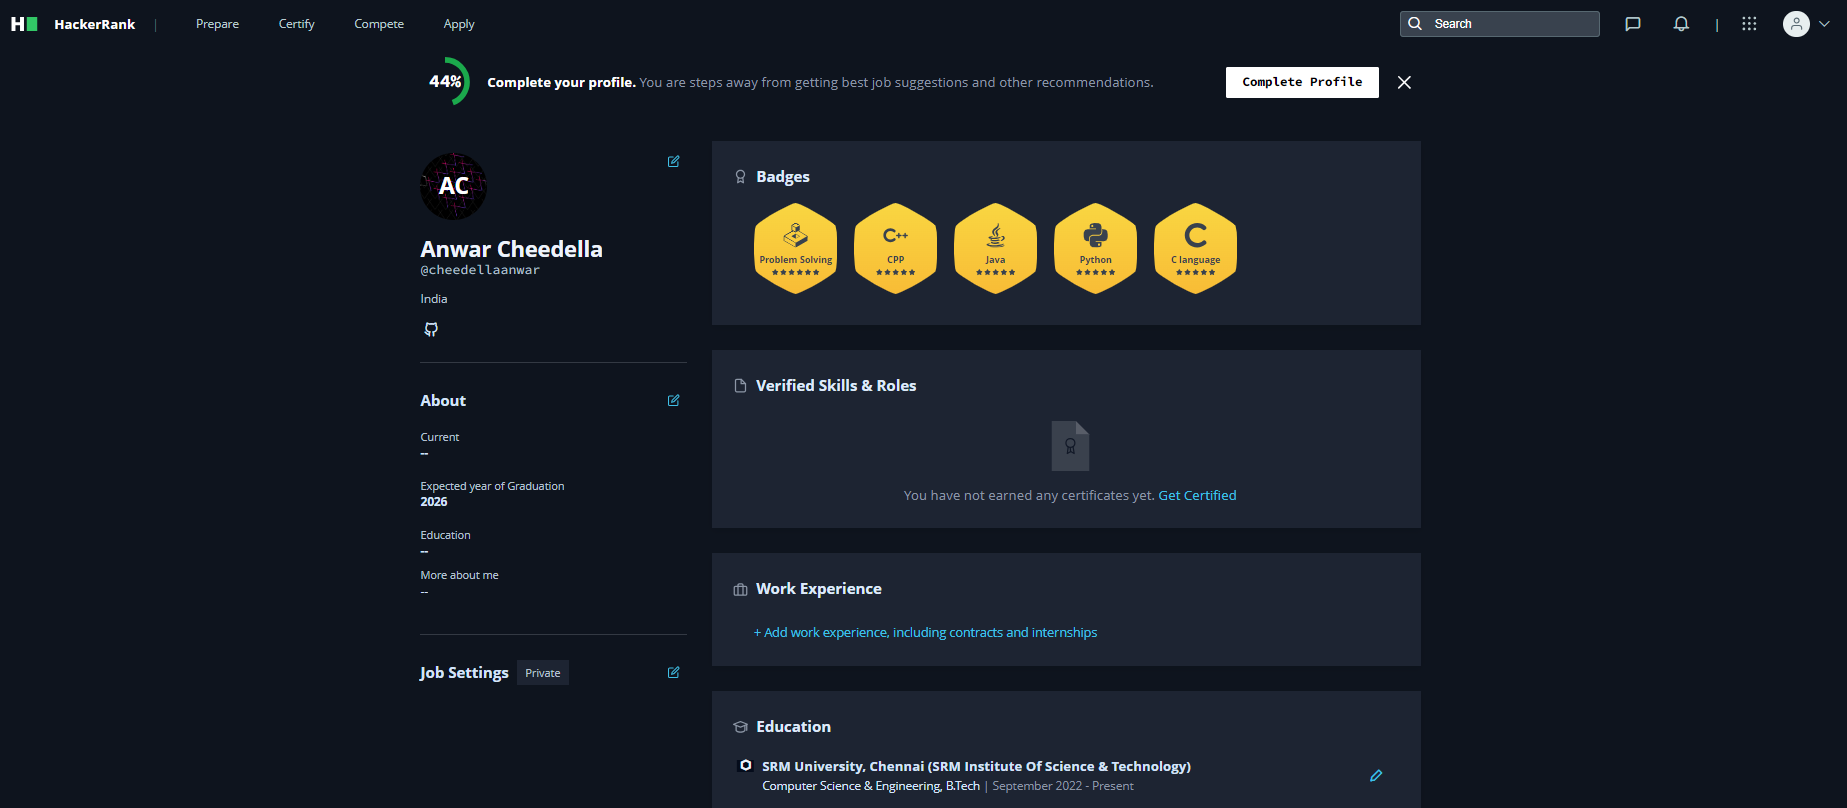 HackerRank | Prepare Certify Compete Apply Search |
44% Complete your profile. You are steps away from getting best job suggestions and other recommendations. Complete Profile
AC
Anwar Cheedella
@cheedellaanwar
India
About
Current
--
Expected year of Graduation
2026
Education
--
More about me
--
Job Settings Private
Badges
Problem Solving
CPP
Java
Python
C language
C++
C
Verified Skills & Roles
You have not earned any certificates yet. Get Certified
Work Experience
+ Add work experience, including contracts and internships
Education
SRM University, Chennai (SRM Institute Of Science & Technology)
Computer Science & Engineering, B.Tech | September 2022 - Present